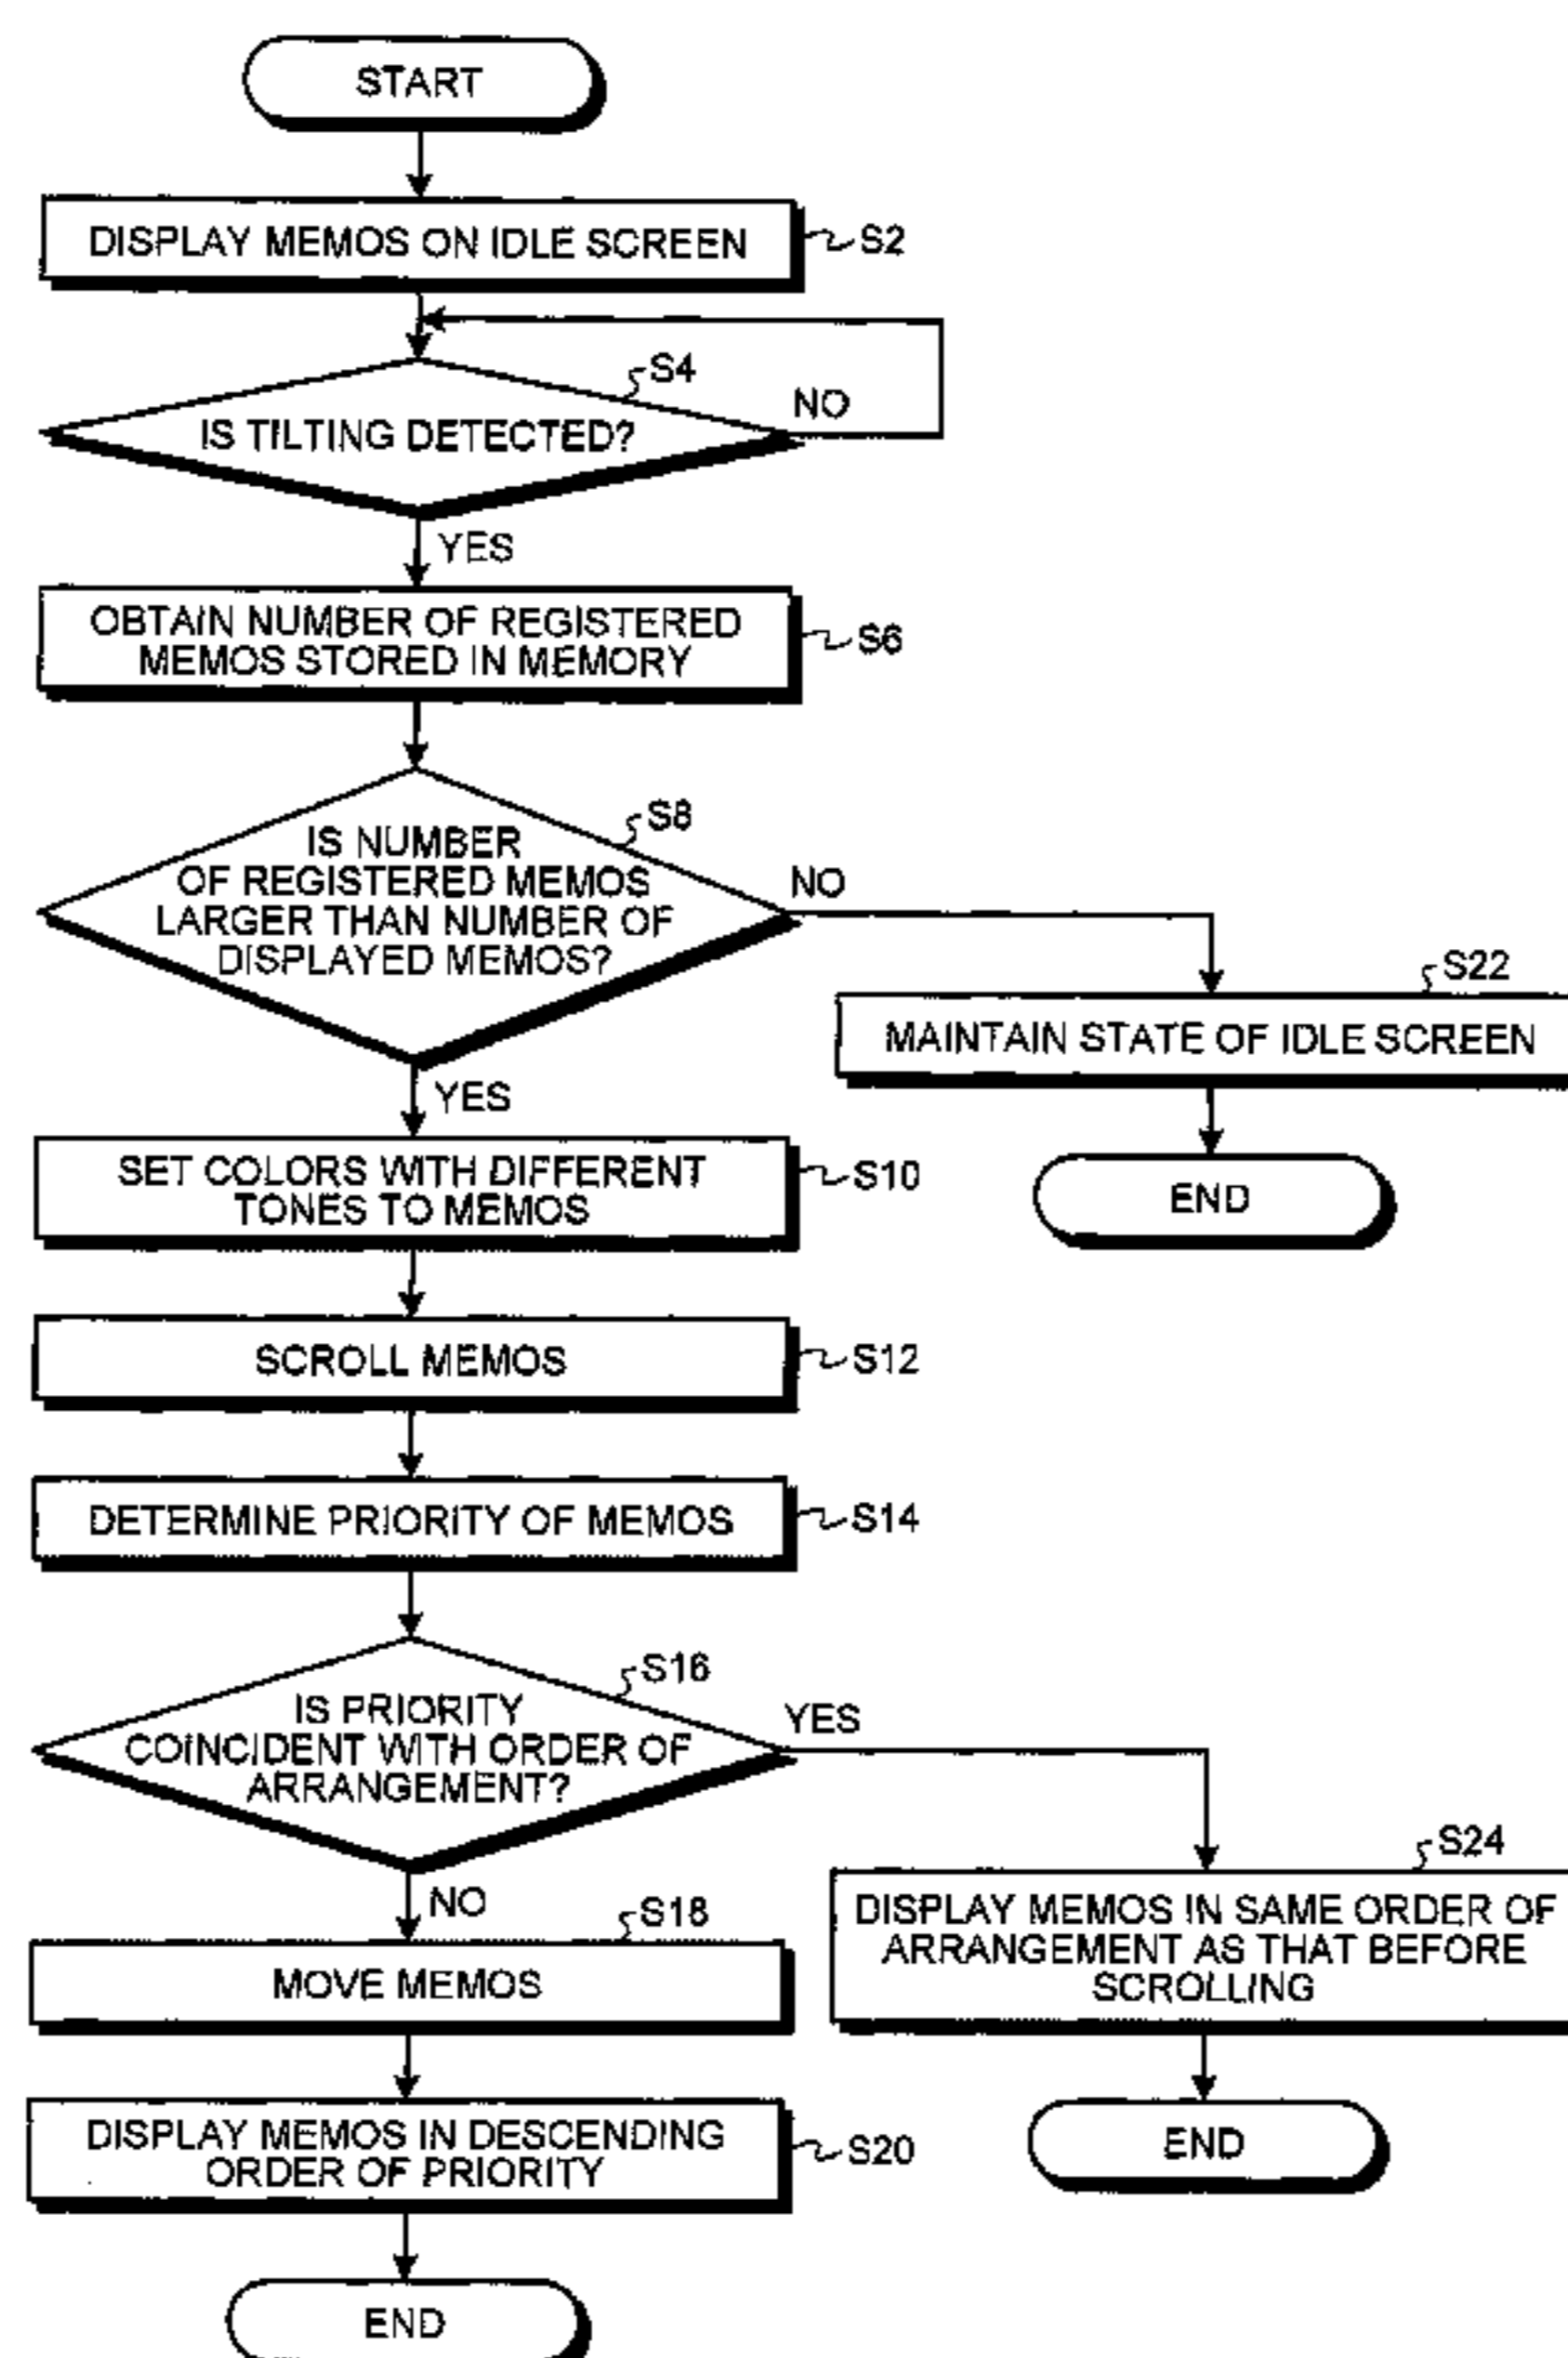 START
DISPLAY MEMOS ON IDLE SCREEN
S2
S4
IS TILTING DETECTED?
NO
YES
OBTAIN NUMBER OF REGISTERED
MEMOS STORED IN MEMORY
S6
S8
IS NUMBER
OF REGISTERED MEMOS
LARGER THAN NUMBER OF
DISPLAYED MEMOS?
NO
S22
MAINTAIN STATE OF IDLE SCREEN
END
YES
SET COLORS WITH DIFFERENT
TONES TO MEMOS
S10
SCROLL MEMOS
S12
DETERMINE PRIORITY OF MEMOS
S14
S16
IS PRIORITY
COINCIDENT WITH ORDER OF
ARRANGEMENT?
YES
S24
DISPLAY MEMOS IN SAME ORDER OF
ARRANGEMENT AS THAT BEFORE
SCROLLING
END
NO
S18
MOVE MEMOS
DISPLAY MEMOS IN DESCENDING
ORDER OF PRIORITY
S20
END